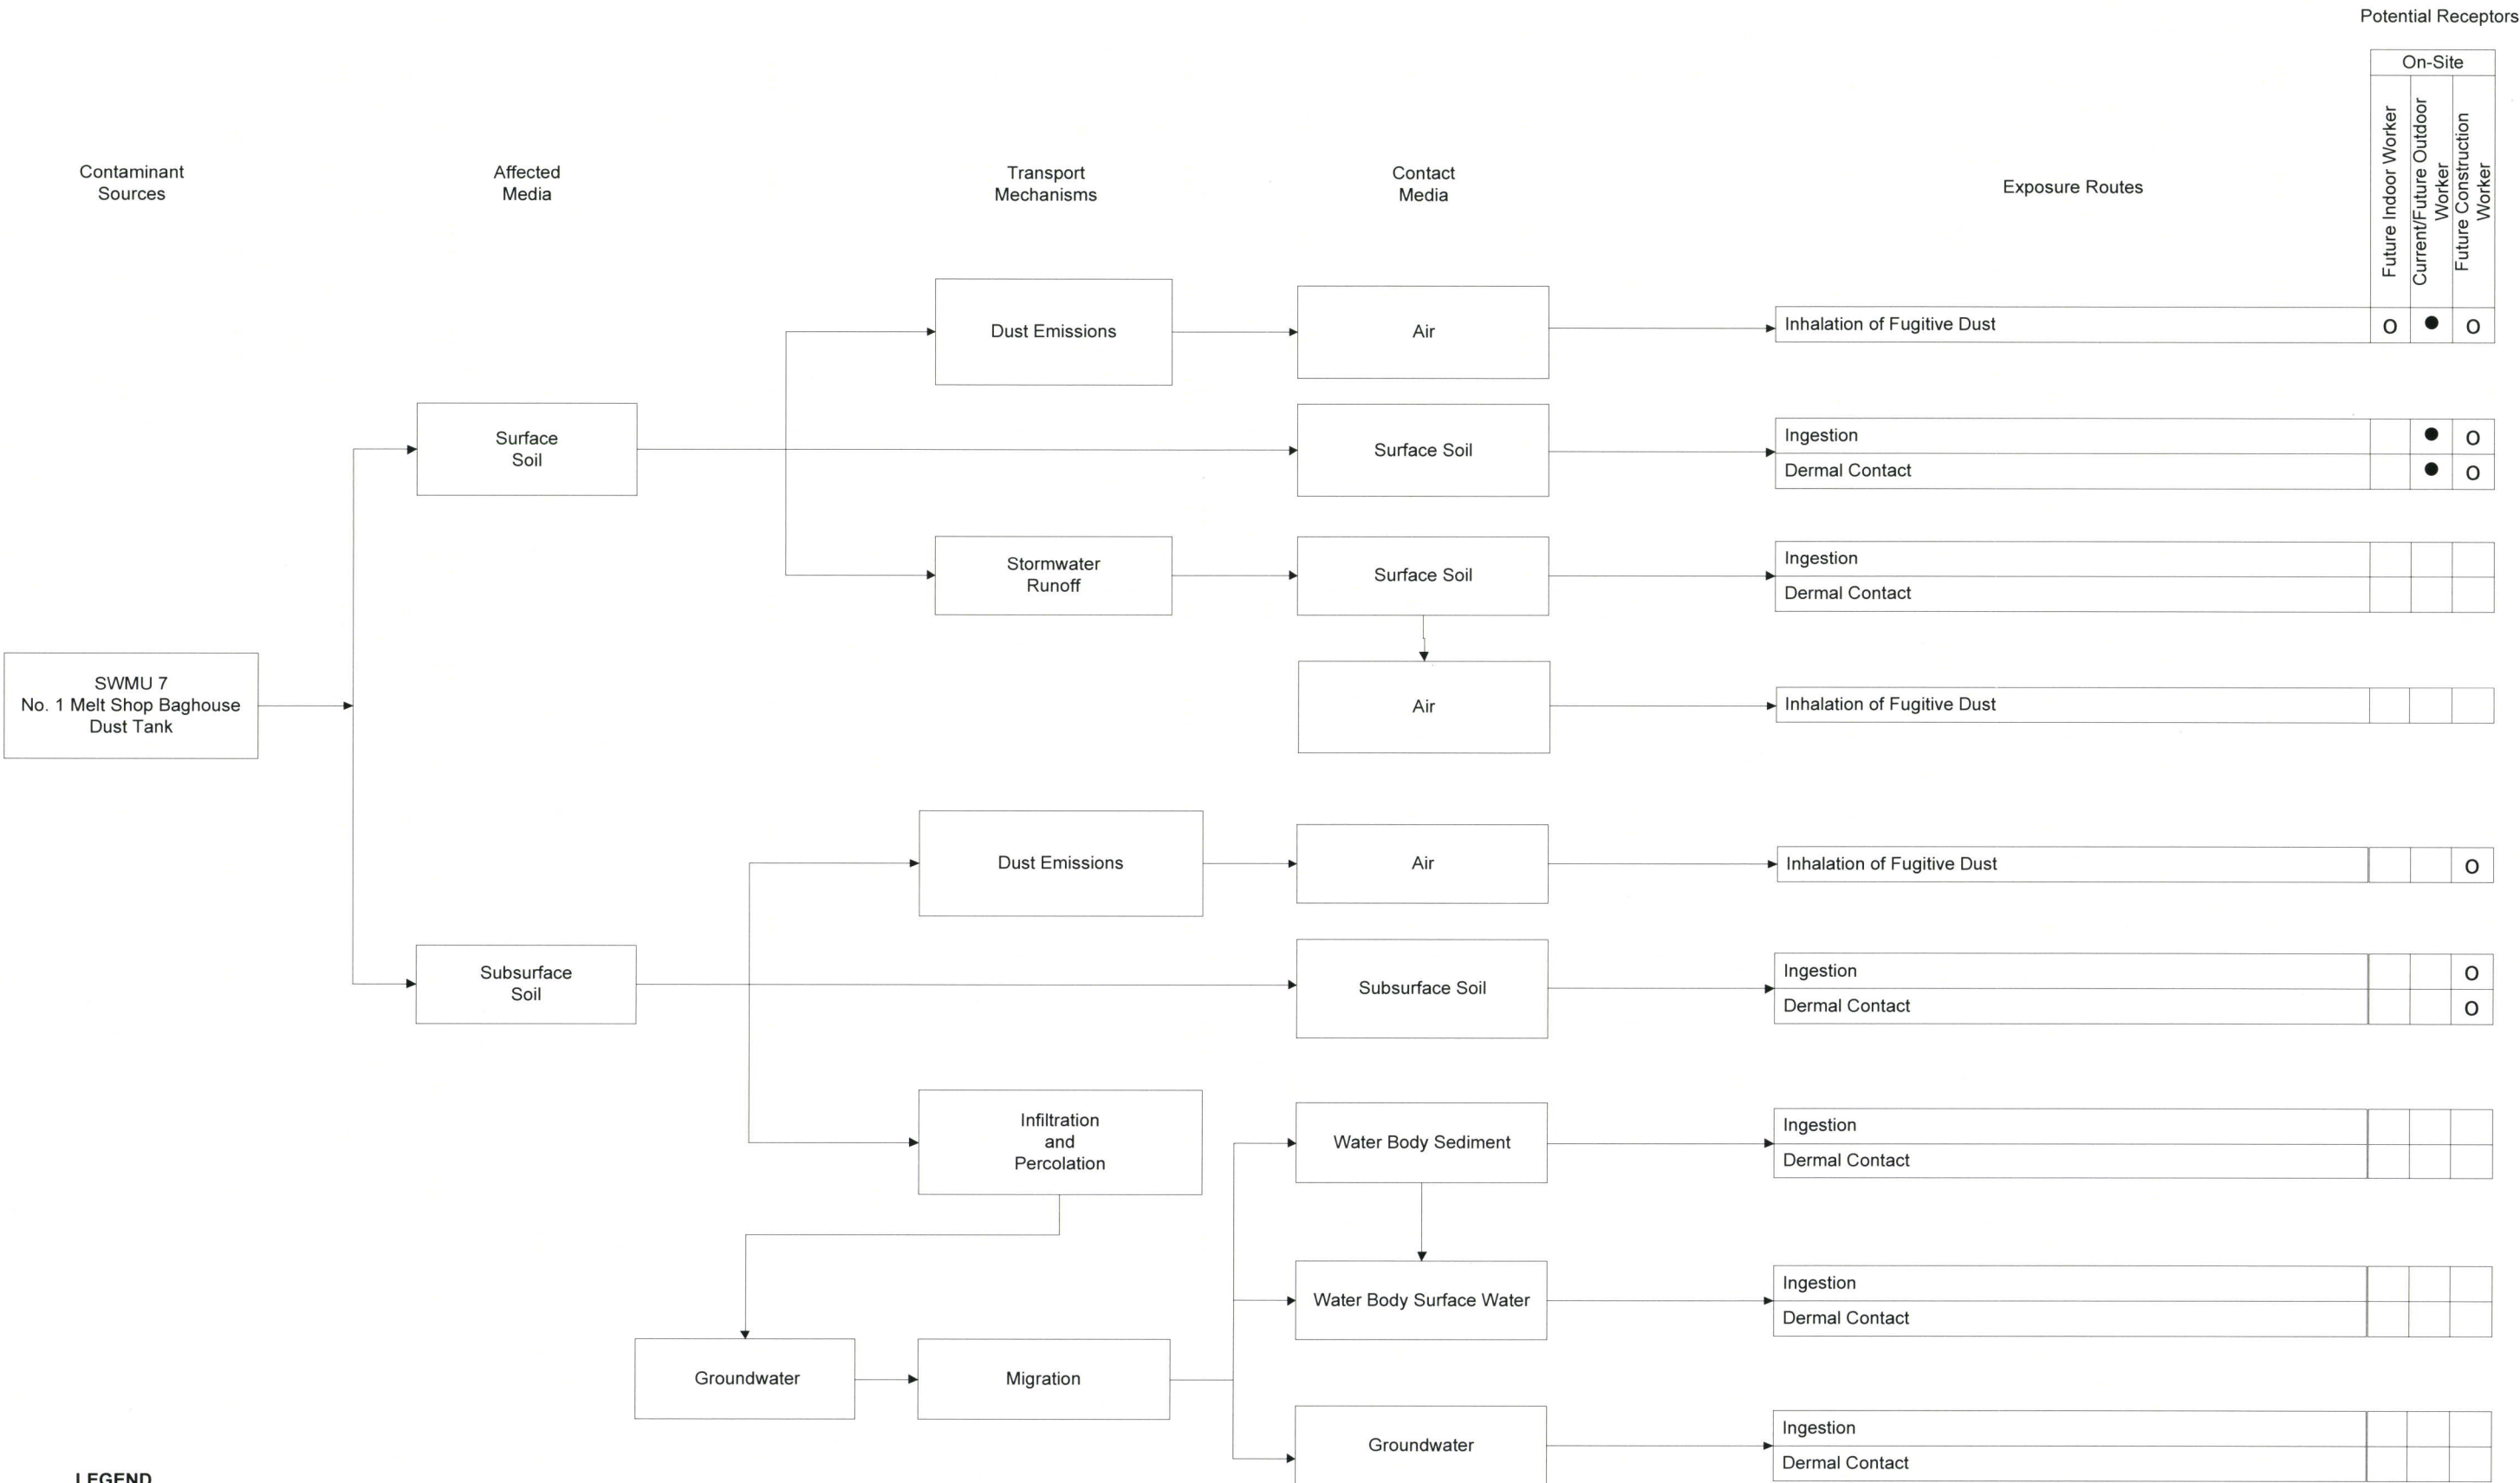 Potential Receptors
On-Site
Future Indoor Worker
Current/Future Outdoor
Worker
Future Construction
Worker
Contaminant
Sources
Affected
Media
Transport
Mechanisms
Contact
Media
Exposure Routes
Dust Emissions
Air
Inhalation of Fugitive Dust
O ● O
Surface
Soil
Surface Soil
Ingestion
● O
Dermal Contact
● O
Stormwater
Runoff
Surface Soil
Ingestion
Dermal Contact
SWMU 7
No. 1 Melt Shop Baghouse
Dust Tank
Air
Inhalation of Fugitive Dust
Dust Emissions
Air
Inhalation of Fugitive Dust
O
Subsurface
Soil
Subsurface Soil
Ingestion
O
Dermal Contact
O
Infiltration
and
Percolation
Water Body Sediment
Ingestion
Dermal Contact
Water Body Surface Water
Ingestion
Dermal Contact
Groundwater
Migration
Groundwater
Ingestion
Dermal Contact
LEGEND